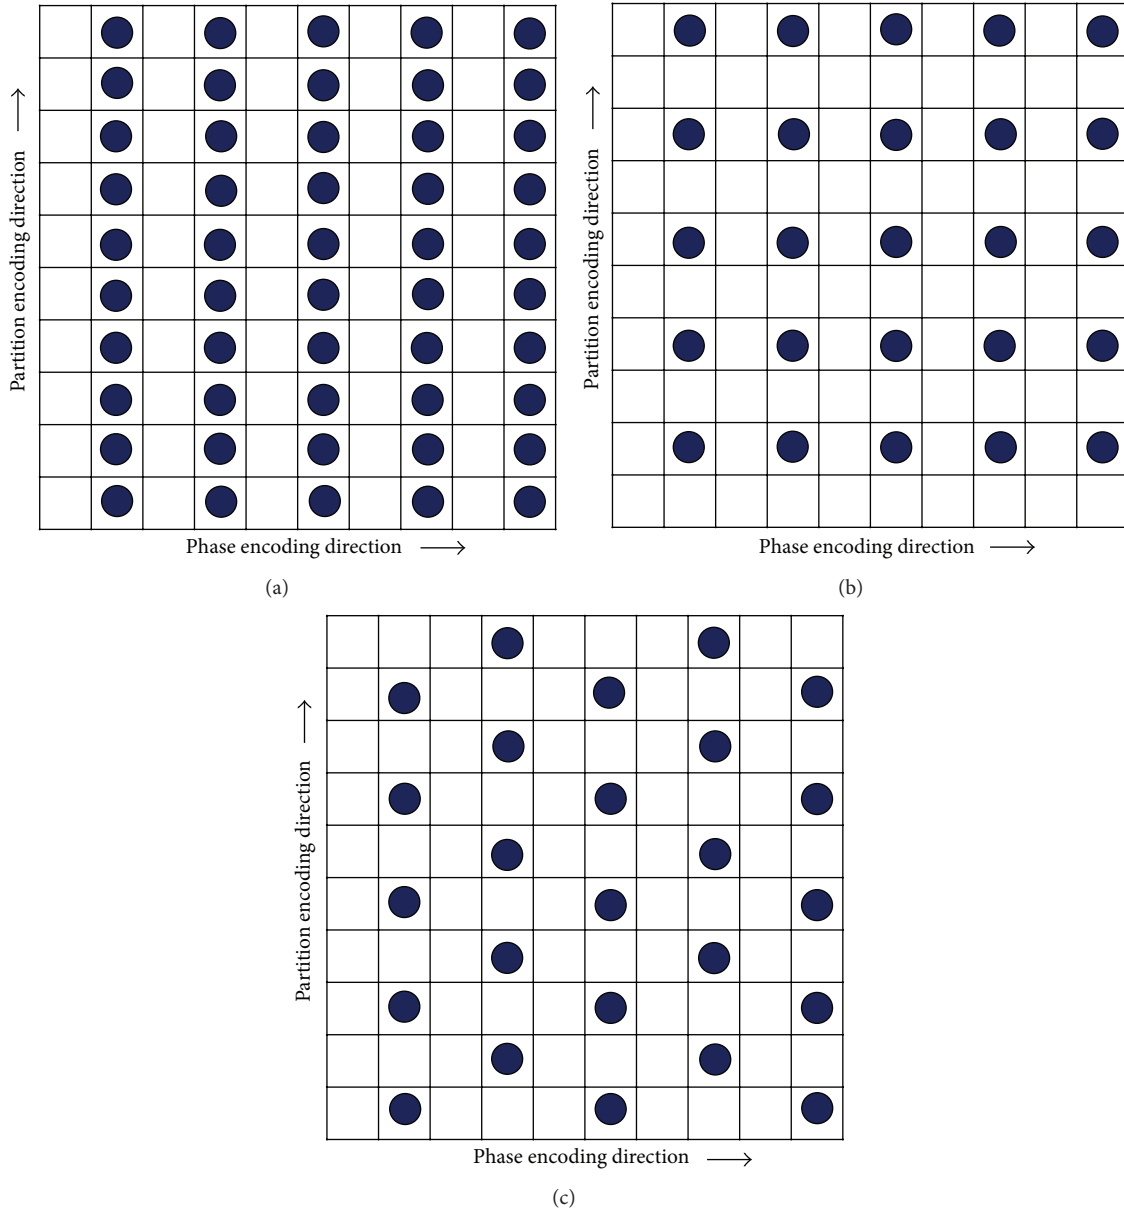 Partition encoding direction
Phase encoding direction
(a)
Partition encoding direction
Phase encoding direction
(b)
Partition encoding direction
Phase encoding direction
(c)